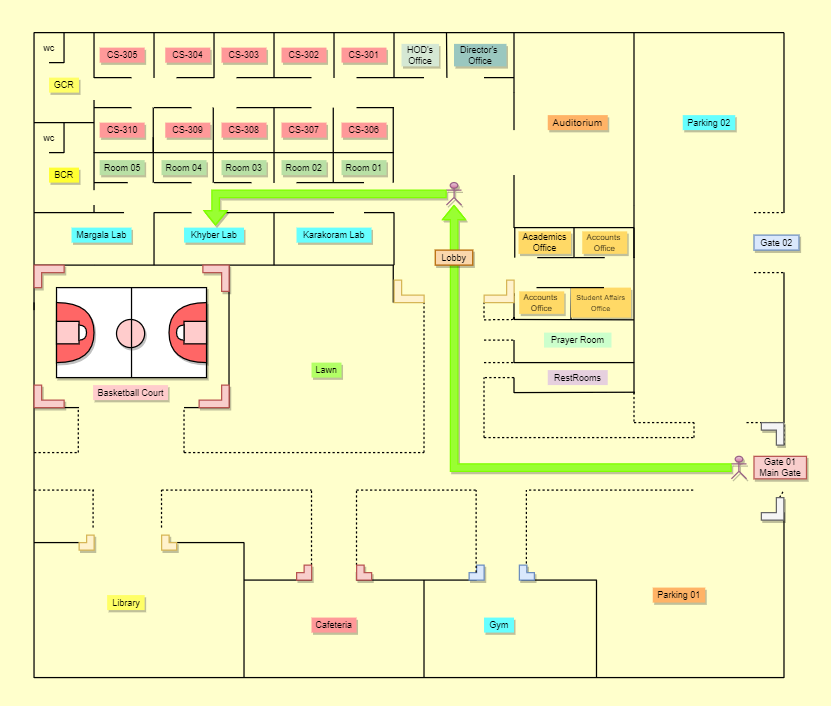 wc
CS-305
CS-304
CS-303
CS-302
CS-301
HOD's
Office
Director's
Office
GCR
Auditorium
Parking 02
wc
CS-310
CS-309
CS-308
CS-307
CS-306
BCR
Room 05
Room 04
Room 03
Room 02
Room 01
Margala Lab
Khyber Lab
Karakoram Lab
Academics
Office
Accounts
Office
Gate 02
Lobby
Accounts
Office
Student Affairs
Office
Prayer Room
Lawn
RestRooms
Basketball Court
Gate 01
Main Gate
Library
Parking 01
Cafeteria
Gym